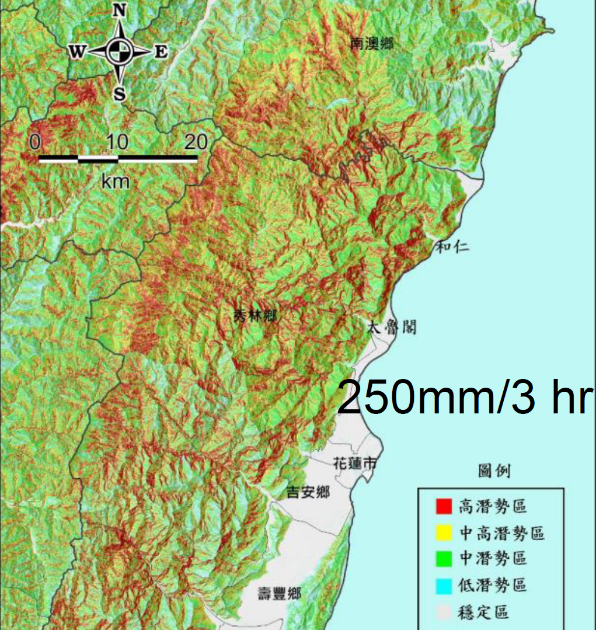 N
W E
S
0 10 20
km
南澳鄉
和仁
秀林鄉
太魯閣
250mm/3 hr
花蓮市
吉安鄉
壽豐鄉
圖例
高潛勢區
中高潛勢區
中潛勢區
低潛勢區
穩定區